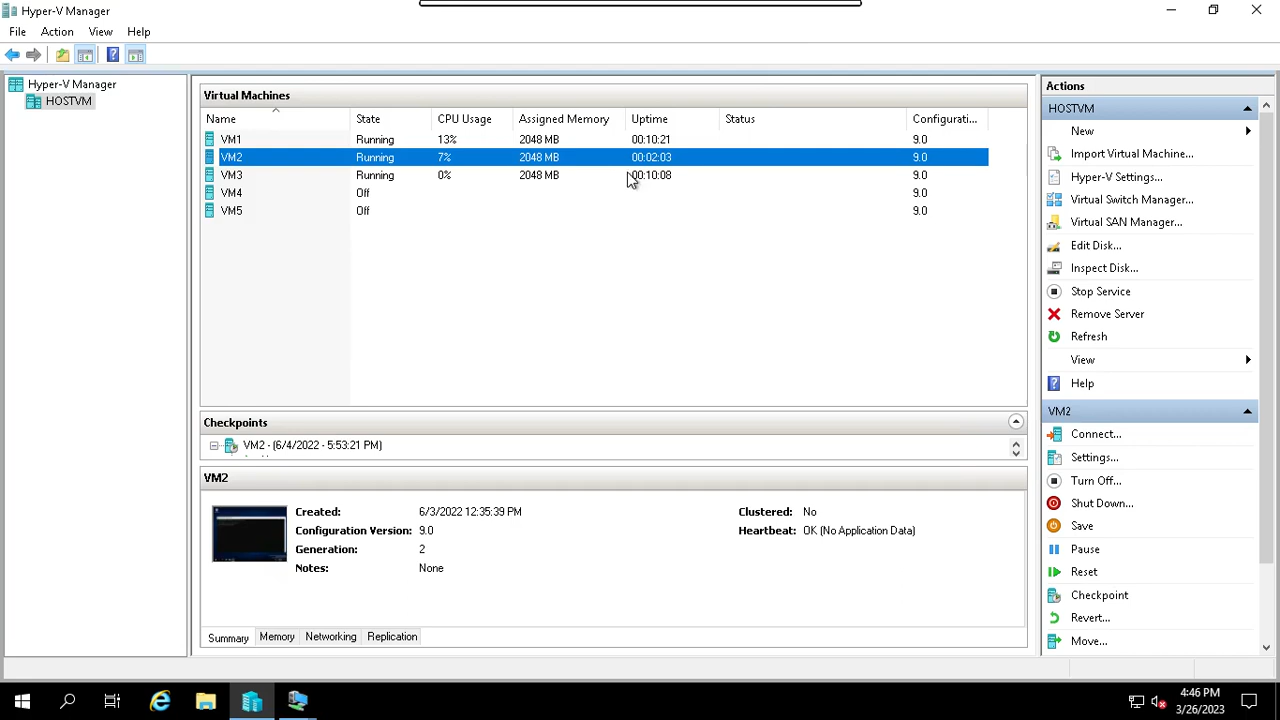 Hyper-V Manager
File Action View Help
Hyper-V Manager
HOSTVM
Virtual Machines
Name State CPU Usage Assigned Memory Uptime Status Configurati...
VM1 Running 13% 2048 MB 00:10:21 9.0
VM2 Running 7% 2048 MB 00:02:03 9.0
VM3 Running 0% 2048 MB 00:10:08 9.0
VM4 Off 9.0
VM5 Off 9.0
Checkpoints
VM2 - (6/4/2022 - 5:53:21 PM)
VM2
Created: 6/3/2022 12:35:39 PM
Configuration Version: 9.0
Generation: 2
Notes: None
Clustered: No
Heartbeat: OK (No Application Data)
Summary Memory Networking Replication
Actions
HOSTVM
New
Import Virtual Machine...
Hyper-V Settings...
Virtual Switch Manager...
Virtual SAN Manager...
Edit Disk...
Inspect Disk...
Stop Service
Remove Server
Refresh
View
Help
VM2
Connect...
Settings...
Turn Off...
Shut Down...
Save
Pause
Reset
Checkpoint
Revert...
Move...
4:46 PM
3/26/2023